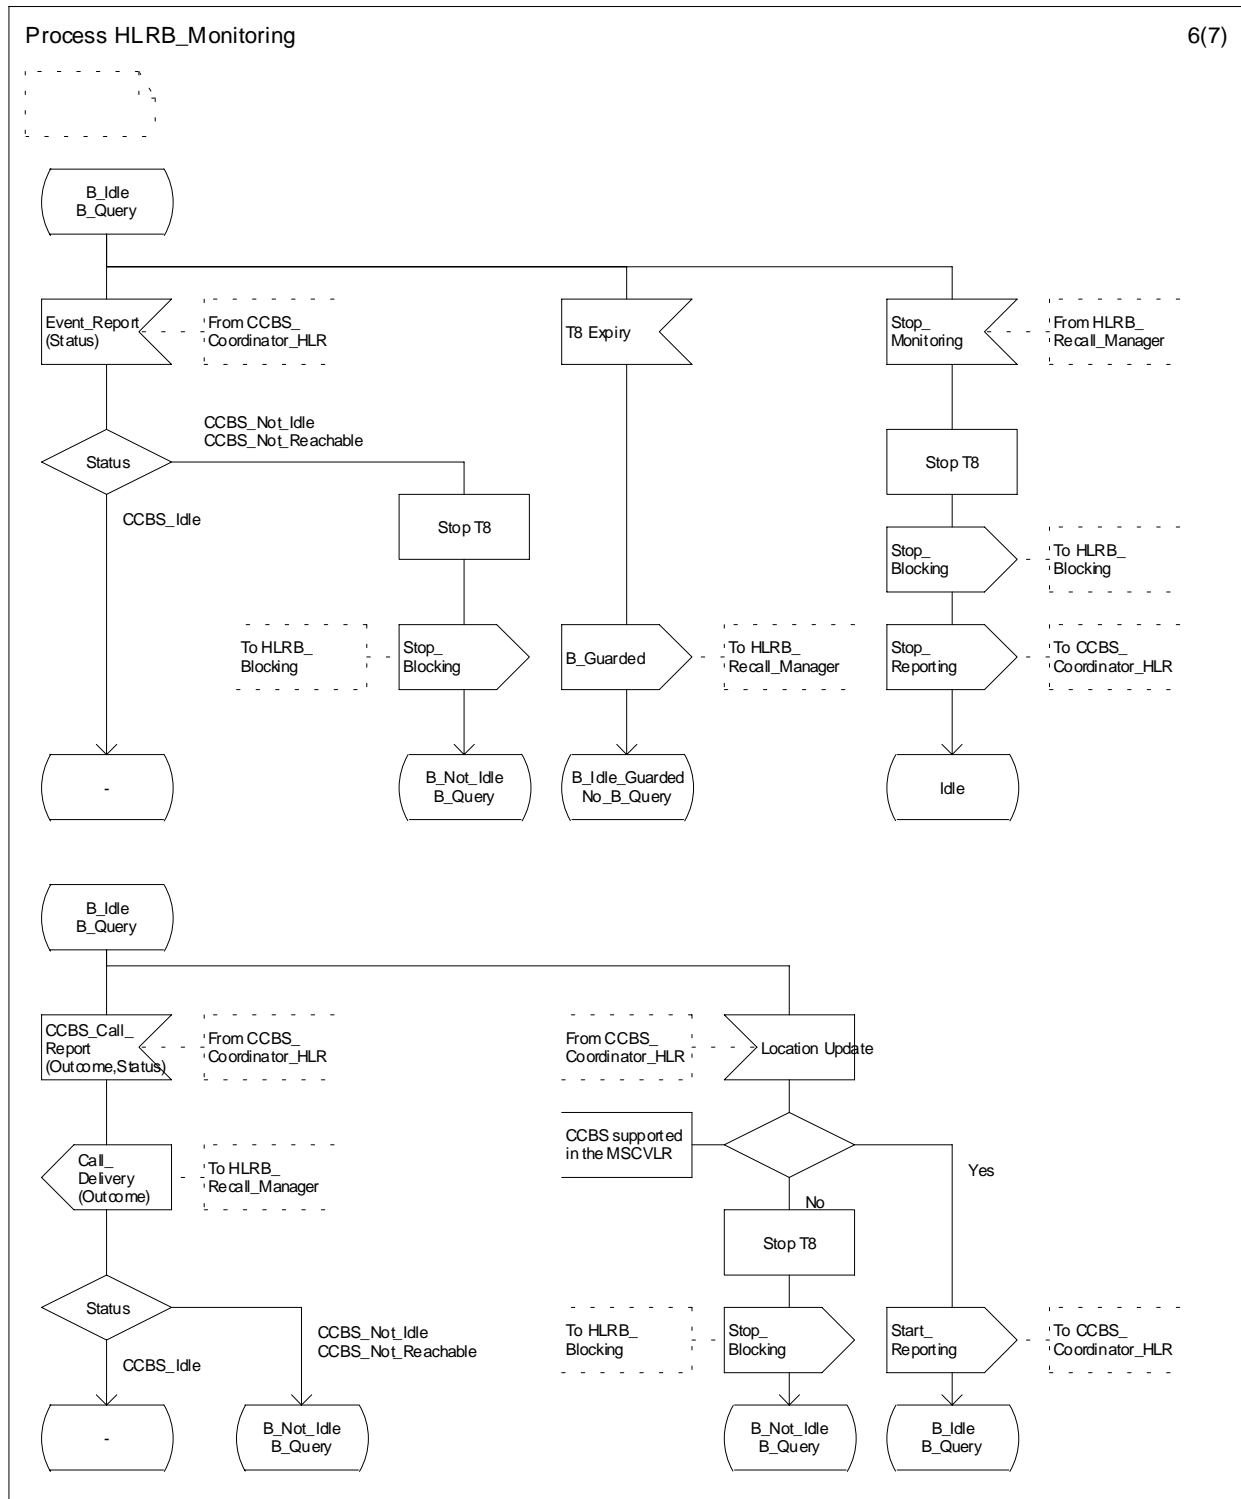 Process HLRB_Monitoring
6(7)
B_Idle
B_Query
Event_Report
(Status)
From CCBS_
Coordinator_HLR
T8 Expiry
Stop_
Monitoring
From HLRB_
Recall_Manager
Status
CCBS_Not_Idle
CCBS_Not_Reachable
CCBS_Idle
Stop T8
Stop T8
Stop_
Blocking
To HLRB_
Blocking
To HLRB_
Blocking
Stop_
Blocking
B_Guarded
To HLRB_
Recall_Manager
Stop_
Reporting
To CCBS_
Coordinator_HLR
-
B_Not_Idle
B_Query
B_Idle_Guarded
No_B_Query
Idle
B_Idle
B_Query
CCBS_Call_
Report
(Outcome,Status)
From CCBS_
Coordinator_HLR
From CCBS_
Coordinator_HLR
Location Update
CCBS supported
in the MSCVLR
Yes
No
Call_
Delivery
(Outcome)
To HLRB_
Recall_Manager
Stop T8
Status
CCBS_Not_Idle
CCBS_Not_Reachable
CCBS_Idle
To HLRB_
Blocking
Stop_
Blocking
Start_
Reporting
To CCBS_
Coordinator_HLR
-
B_Not_Idle
B_Query
B_Not_Idle
B_Query
B_Idle
B_Query